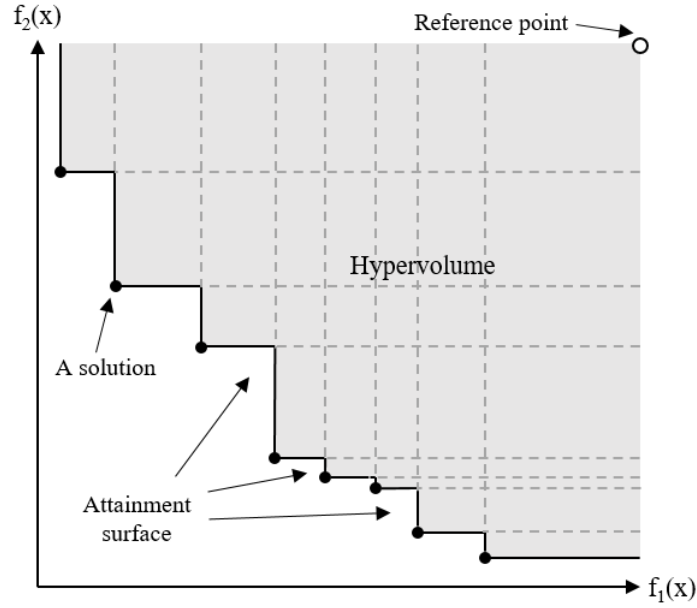 f₂(x)
Reference point
Hypervolume
A solution
Attainment
surface
f₁(x)